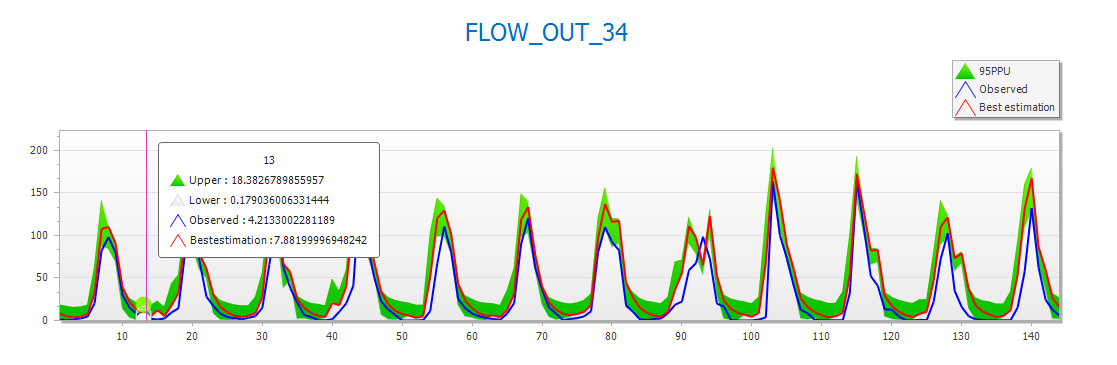 FLOW_OUT_34
95PPU
Observed
Best estimation
200
150
100
50
0
13
Upper : 18.3826789855957
Lower : 0.179036006331444
Observed : 4.2133002281189
Bestestimation :7.88199996948242
10 20 30 40 50 60 70 80 90 100 110 120 130 140